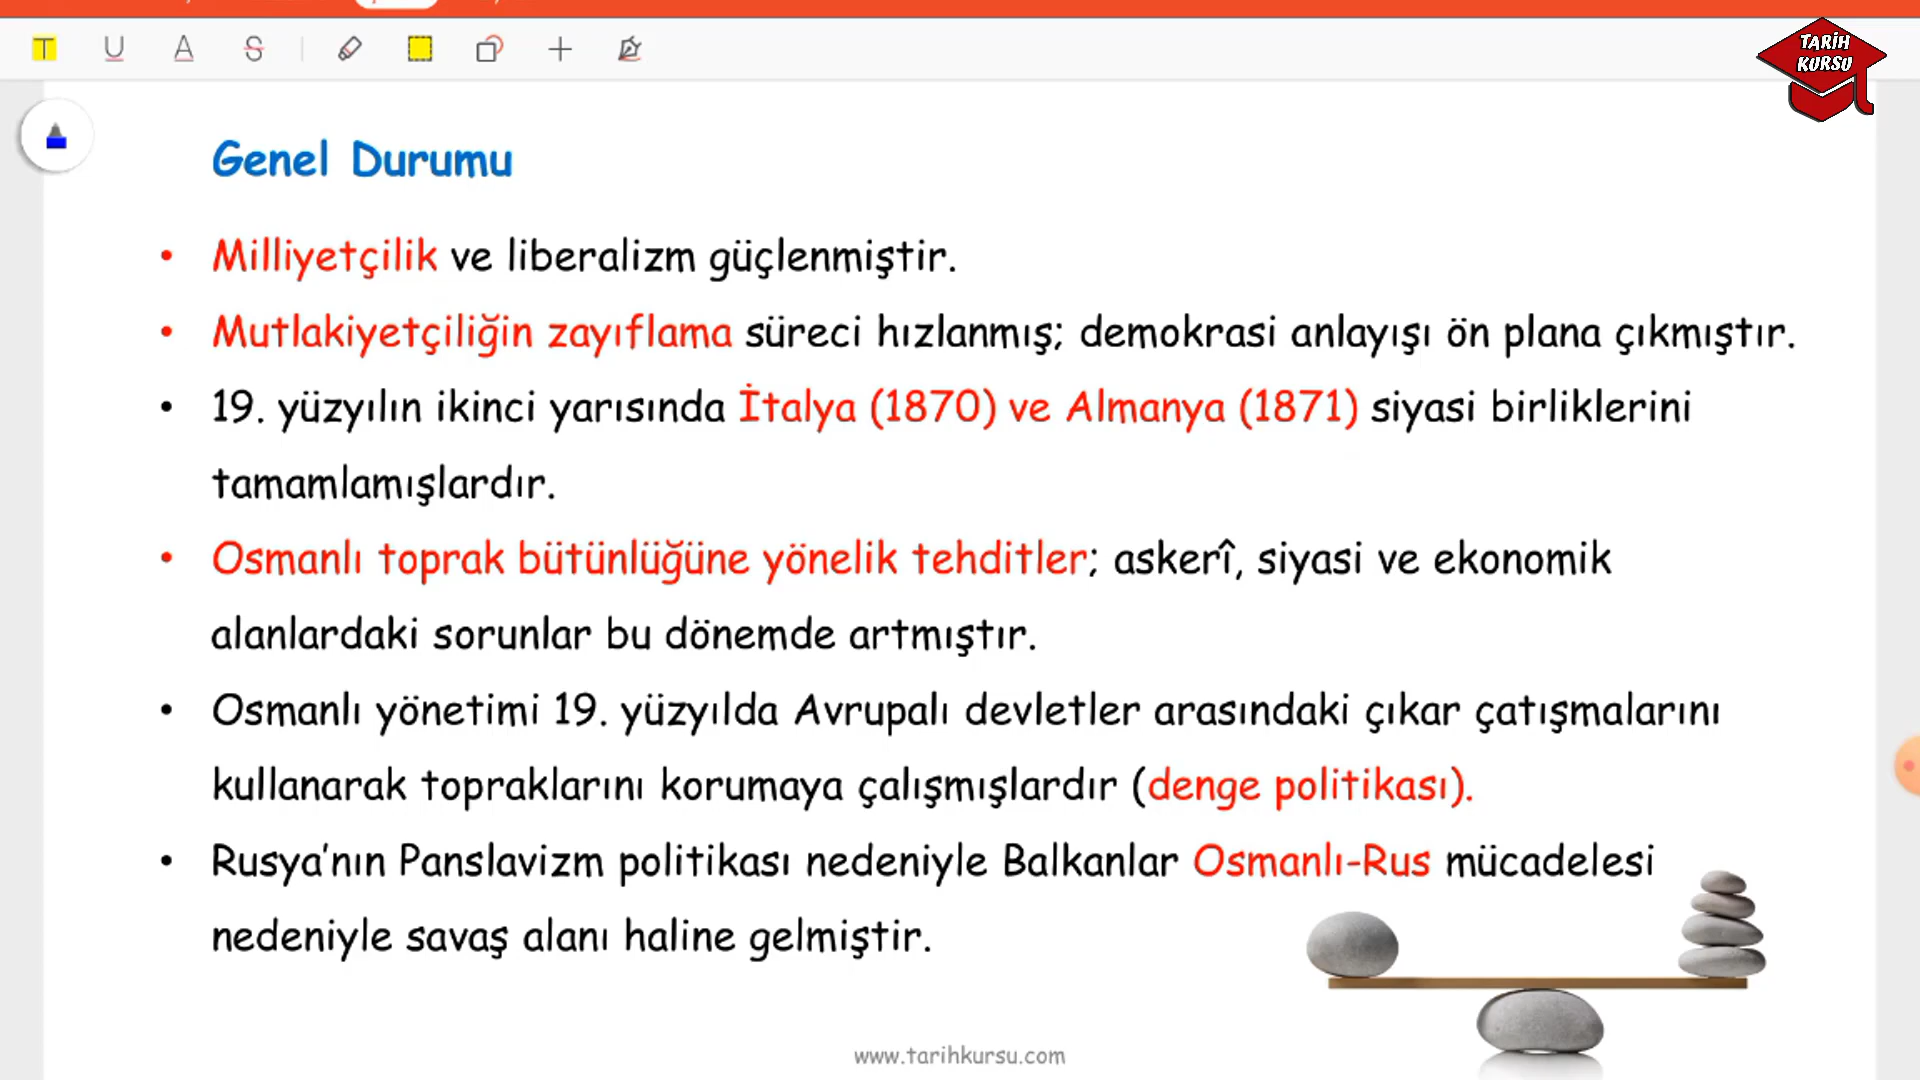 TARİH
KURSU
Genel Durumu
• Milliyetçilik ve liberalizm güçlenmiştir.
• Mutlakiyetçiliğin zayıflama süreci hızlanmış; demokrasi anlayışı ön plana çıkmıştır.
• 19. yüzyılın ikinci yarısında İtalya (1870) ve Almanya (1871) siyasi birliklerini
tamamlamışlardır.
• Osmanlı toprak bütünlüğüne yönelik tehditler; askerî, siyasi ve ekonomik
alanlardaki sorunlar bu dönemde artmıştır.
• Osmanlı yönetimi 19. yüzyılda Avrupalı devletler arasındaki çıkar çatışmalarını
kullanarak topraklarını korumaya çalışmışlardır (denge politikası).
• Rusya’nın Panslavizm politikası nedeniyle Balkanlar Osmanlı-Rus mücadelesi
nedeniyle savaş alanı haline gelmiştir.
www.tarihkursu.com